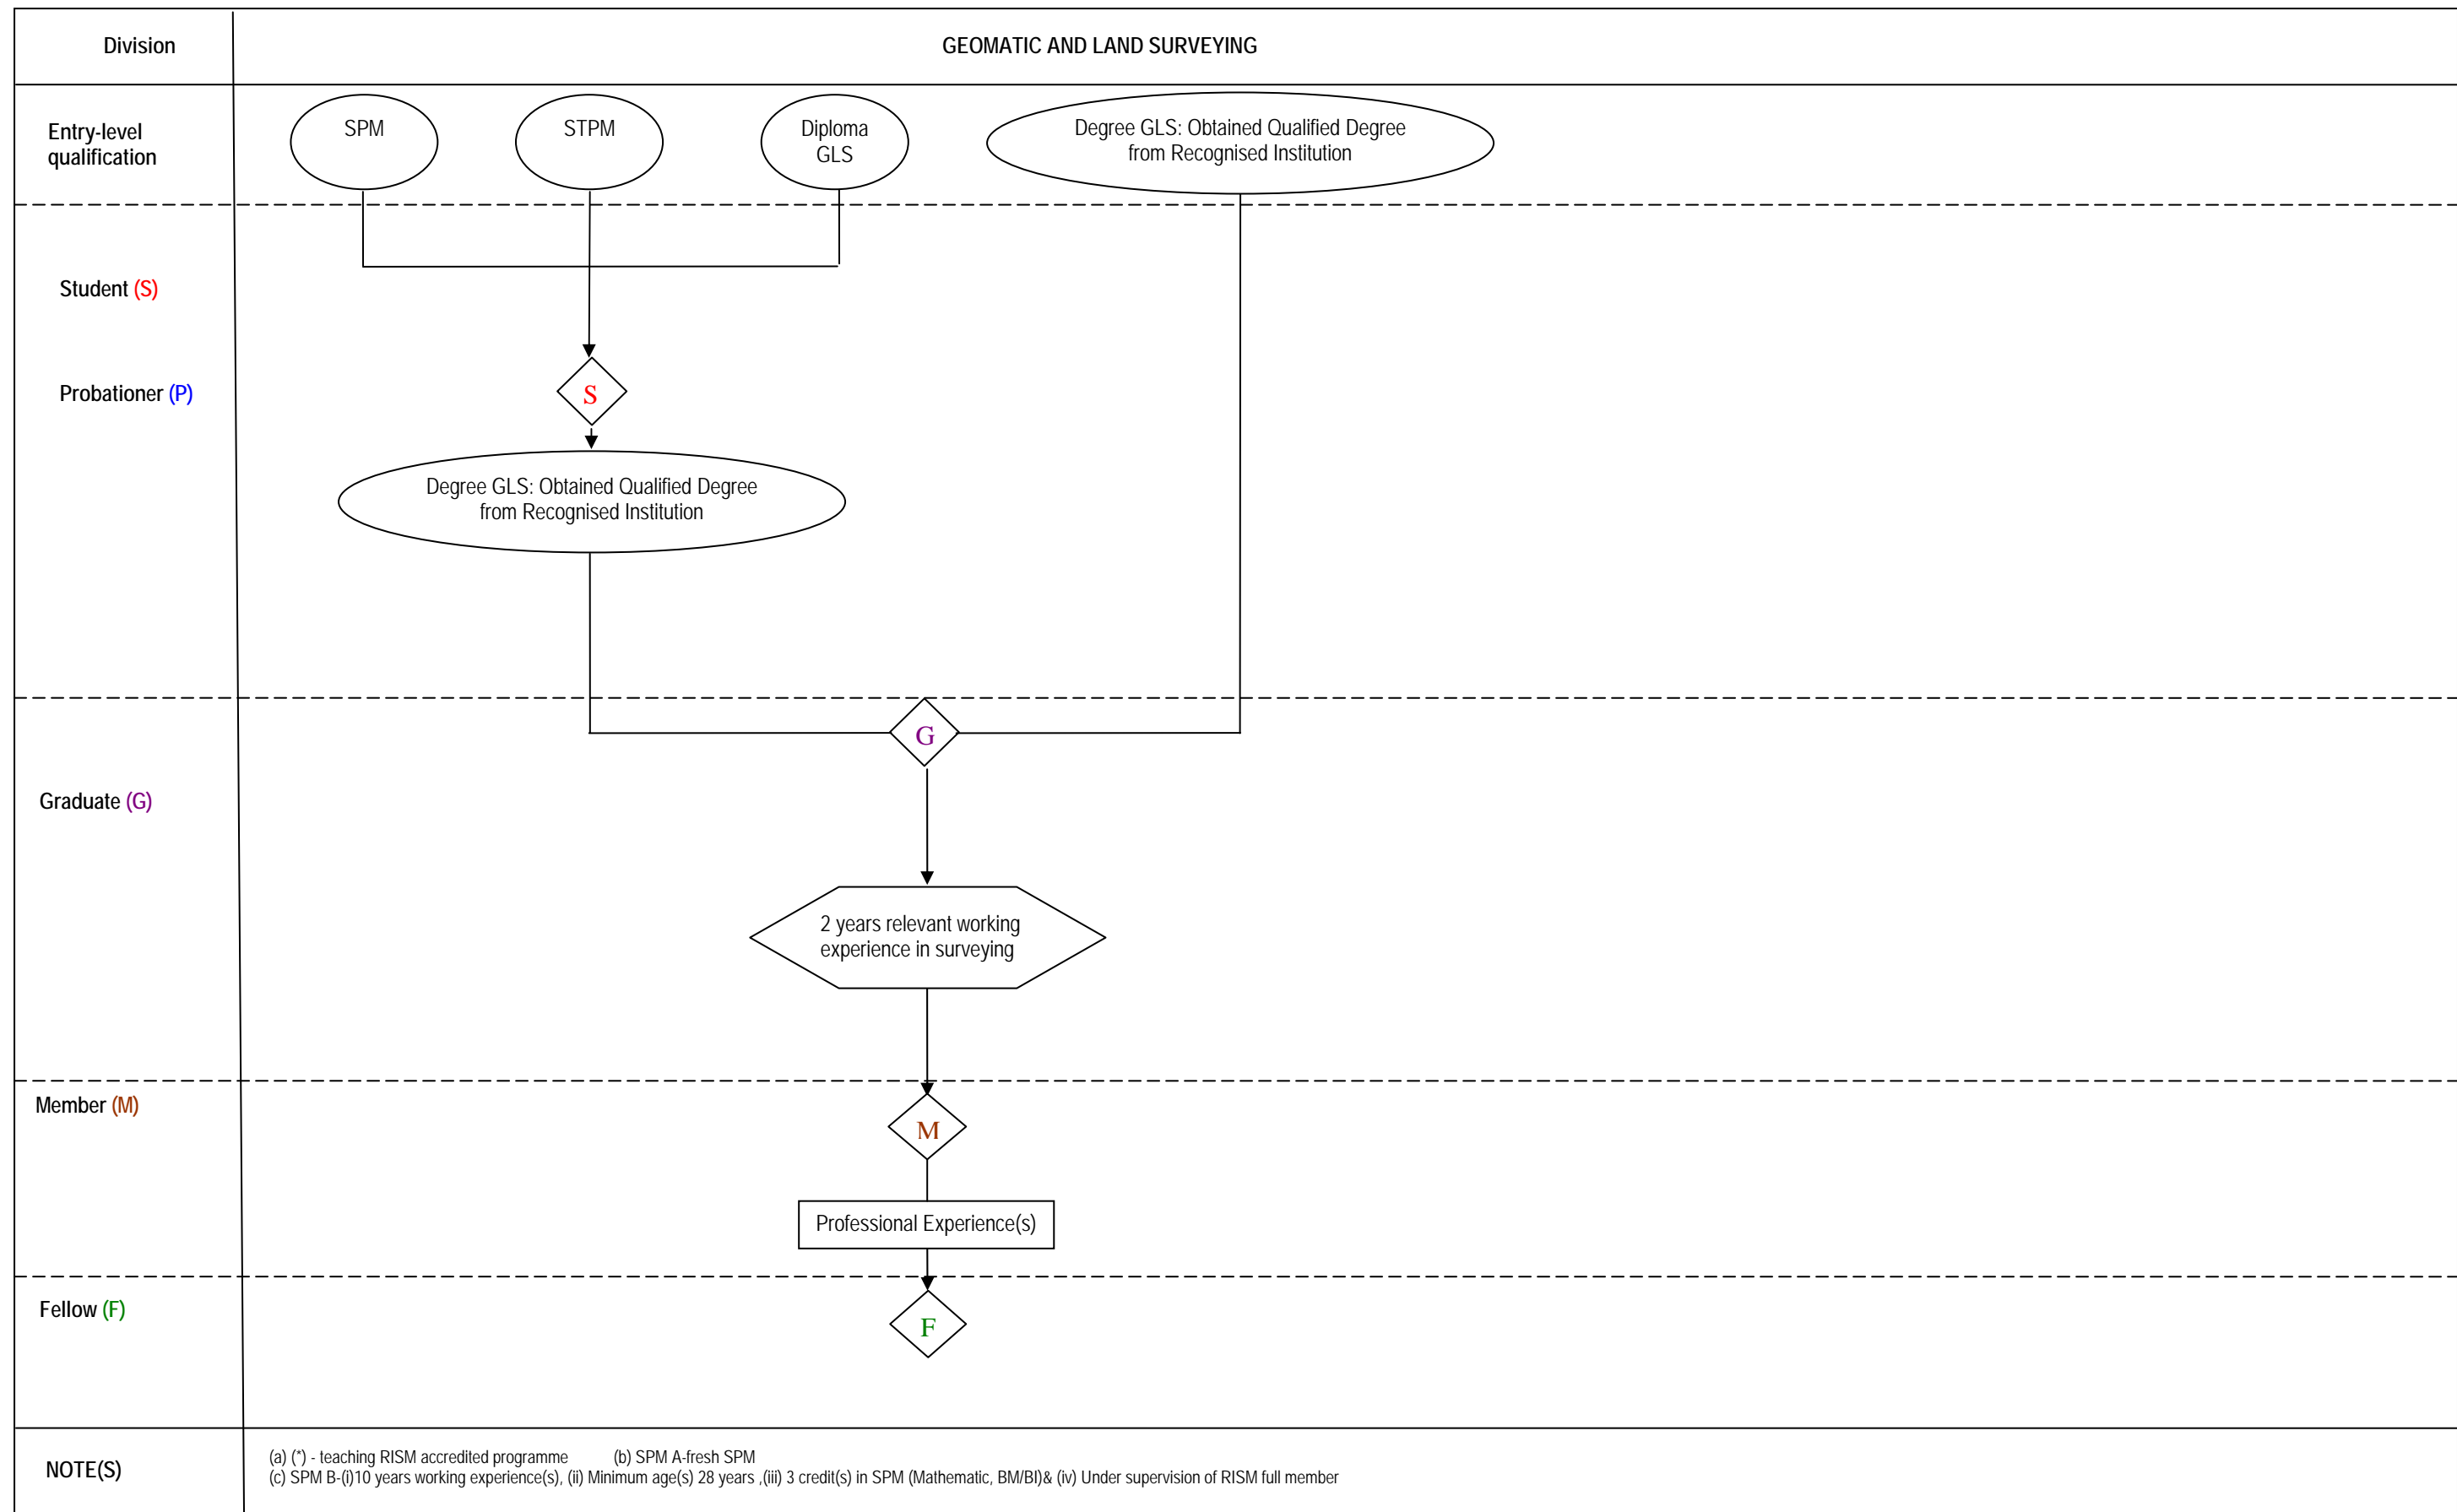 Division
GEOMATIC AND LAND SURVEYING
Entry-level
qualification
SPM
STPM
Diploma
GLS
Degree GLS: Obtained Qualified Degree
from Recognised Institution
Student (S)
Probationer (P)
S
Degree GLS: Obtained Qualified Degree
from Recognised Institution
G
Graduate (G)
2 years relevant working
experience in surveying
Member (M)
M
Professional Experience(s)
Fellow (F)
F
NOTE(S)
(a) (*) - teaching RISM accredited programme (b) SPM A-fresh SPM
(c) SPM B-(i)10 years working experience(s), (ii) Minimum age(s) 28 years ,(iii) 3 credit(s) in SPM (Mathematic, BM/BI)& (iv) Under supervision of RISM full member